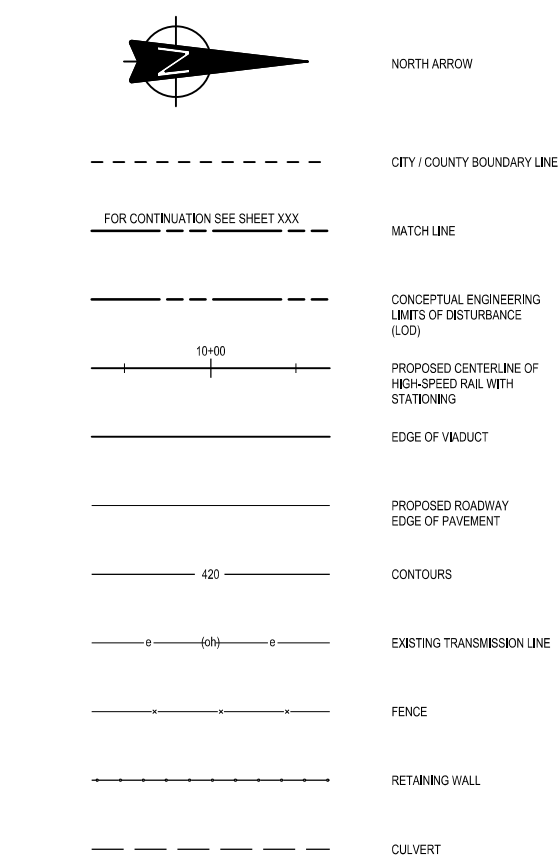 N
NORTH ARROW
CITY / COUNTY BOUNDARY LINE
FOR CONTINUATION SEE SHEET XXX
MATCH LINE
CONCEPTUAL ENGINEERING
LIMITS OF DISTURBANCE
(LOD)
10+00
PROPOSED CENTERLINE OF
HIGH-SPEED RAIL WITH
STATIONING
EDGE OF VIADUCT
PROPOSED ROADWAY
EDGE OF PAVEMENT
420
CONTOURS
e (oh) e
EXISTING TRANSMISSION LINE
FENCE
RETAINING WALL
CULVERT